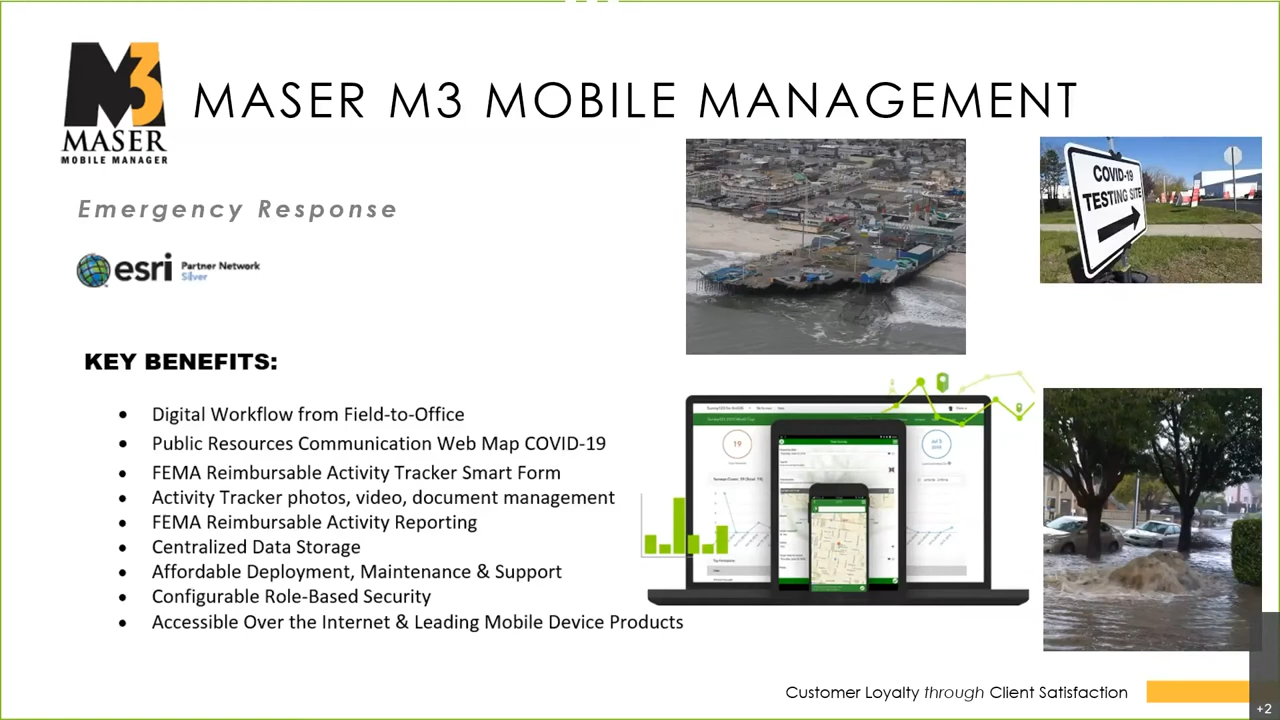 M3
MASER
MOBILE MANAGER
MASER M3 MOBILE MANAGEMENT
Emergency Response
esri Partner Network
Silver
COVID-19
TESTING SITE
KEY BENEFITS:
• Digital Workflow from Field-to-Office
• Public Resources Communication Web Map COVID-19
• FEMA Reimbursable Activity Tracker Smart Form
• Activity Tracker photos, video, document management
• FEMA Reimbursable Activity Reporting
• Centralized Data Storage
• Affordable Deployment, Maintenance & Support
• Configurable Role-Based Security
• Accessible Over the Internet & Leading Mobile Device Products
19
Customer Loyalty through Client Satisfaction
+2